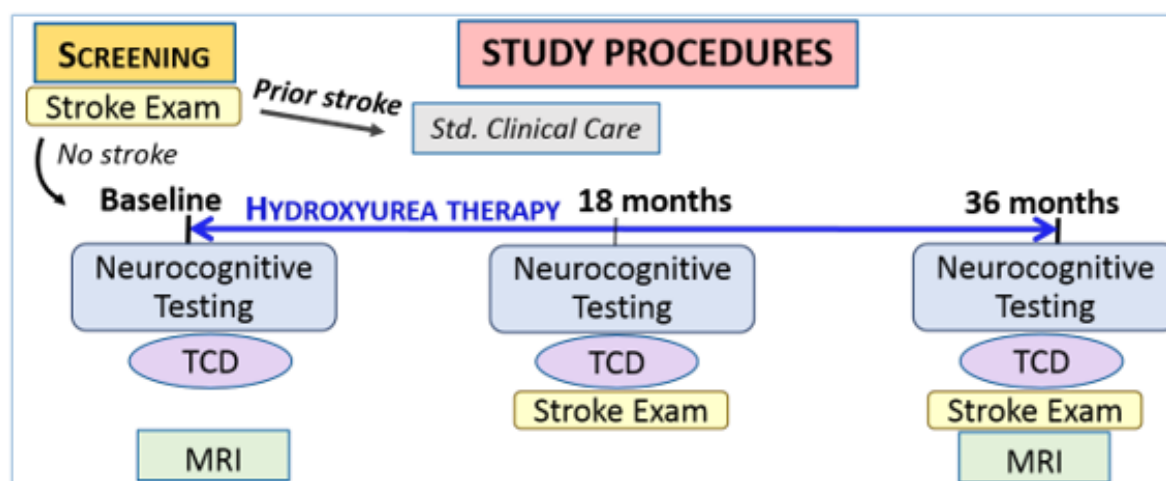 SCREENING
STUDY PROCEDURES
Stroke Exam
Prior stroke
Std. Clinical Care
No stroke
Baseline
HYDROXYUREA THERAPY
18 months
36 months
Neurocognitive
Testing
Neurocognitive
Testing
Neurocognitive
Testing
TCD
TCD
TCD
Stroke Exam
Stroke Exam
MRI
MRI